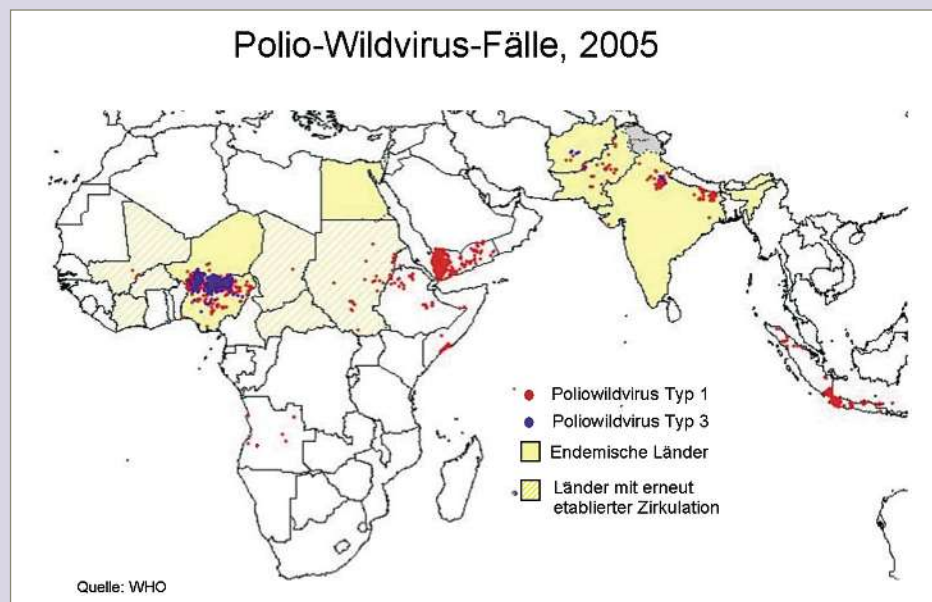 Polio-Wildvirus-Fälle, 2005
Poliowildvirus Typ 1
Poliowildvirus Typ 3
Endemische Länder
Länder mit erneut
etablierter Zirkulation
Quelle: WHO